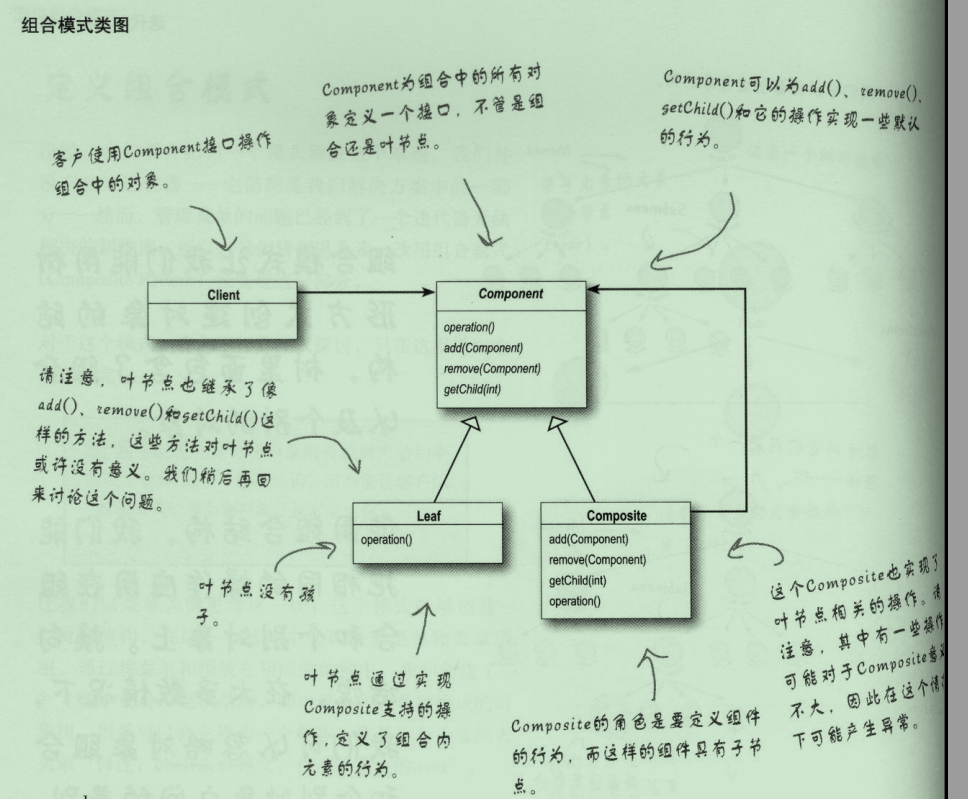 组合模式类图
Component为组合中的所有对
象定义一个接口，不管是组
合还是叶节点。
Component可以为add()、remove()、
getChild()和它的操作实现一些默认
的行为。
客户使用Component接口操作
组合中的对象。
Client
Component
operation()
add(Component)
remove(Component)
getChild(int)
请注意，叶节点也继承了像
add()、remove()和getChild()这
样的方法，这些方法对叶节点
或许没有意义。我们稍后再回
来讨论这个问题。
Leaf
operation()
Composite
add(Component)
remove(Component)
getChild(int)
operation()
叶节点没有孩
子。
这个Composite也实现了
叶节点相关的操作。请
注意，其中有一些操作
可能对于Composite意义
不大，因此在这个情况
下可能产生异常。
叶节点通过实现
Composite支持的操
作，定义了组合内
元素的行为。
Composite的角色是要定义组件
的行为，而这样的组件具有子节
点。